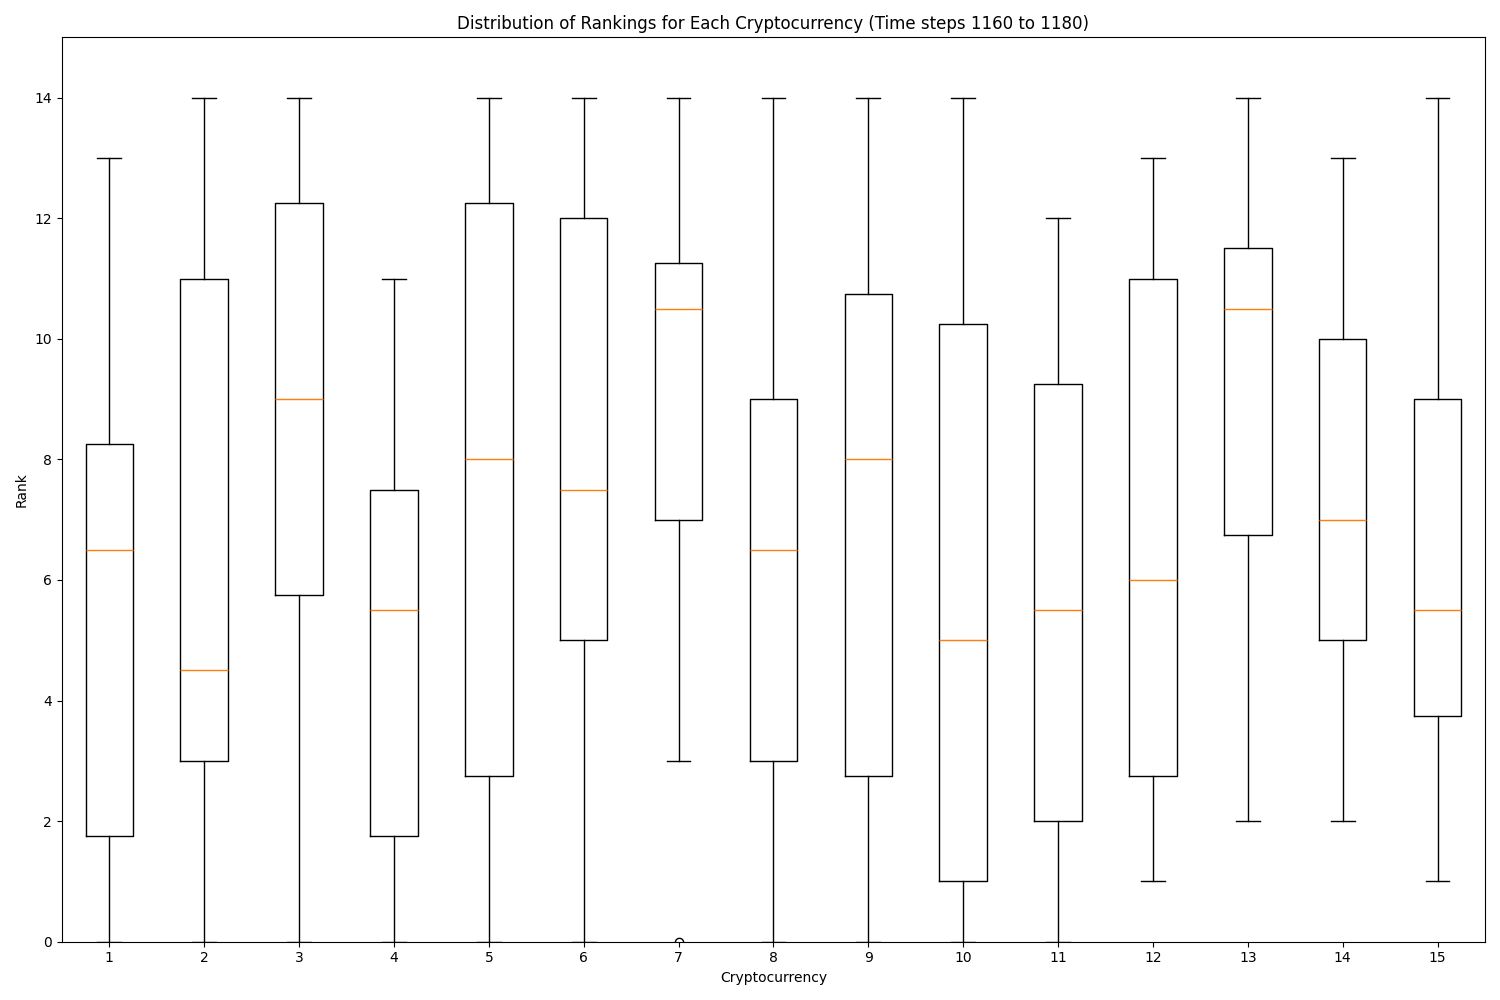 Distribution of Rankings for Each Cryptocurrency (Time steps 1160 to 1180)
14
12
10
8
6
4
2
0
Rank
1 2 3 4 5 6 7 8 9 10 11 12 13 14 15
Cryptocurrency